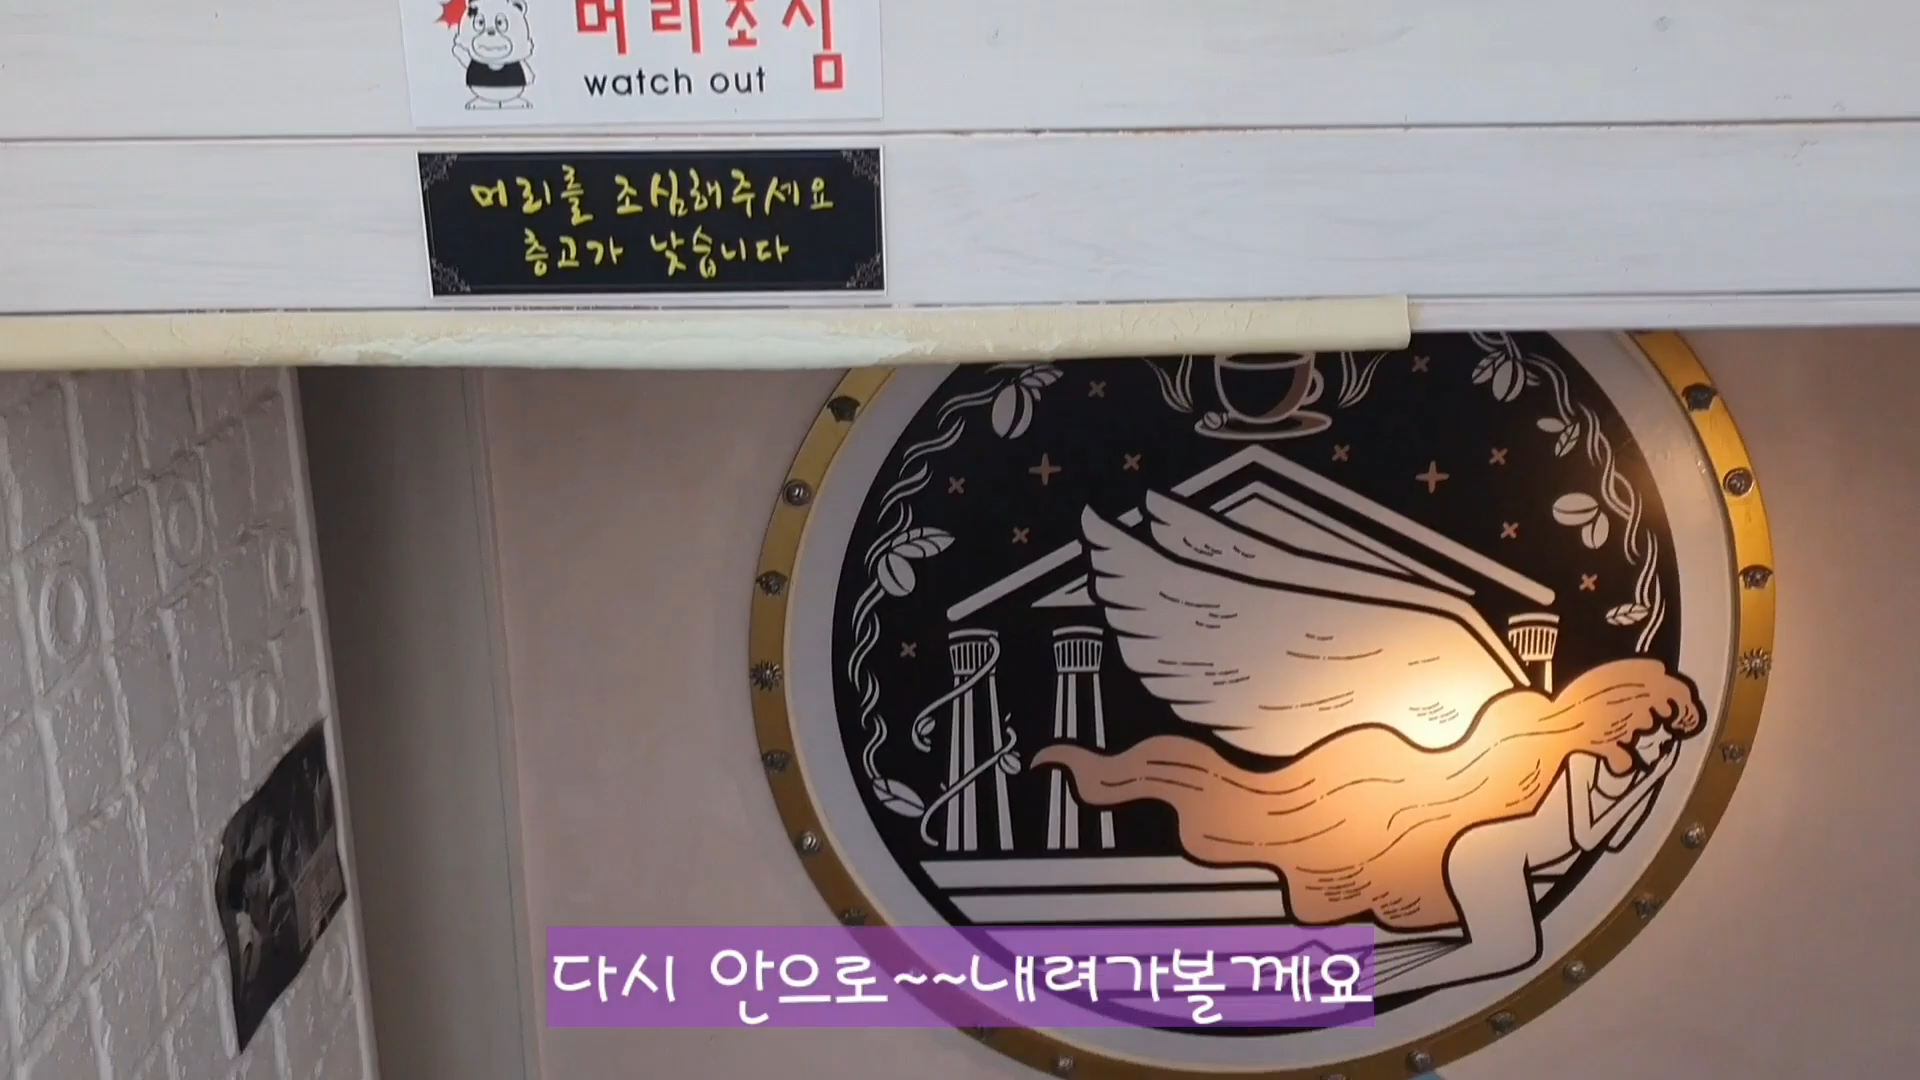 머리조심
watch out
머리를 조심해주세요
층고가 낮습니다
다시 안으로~~내려가볼께요